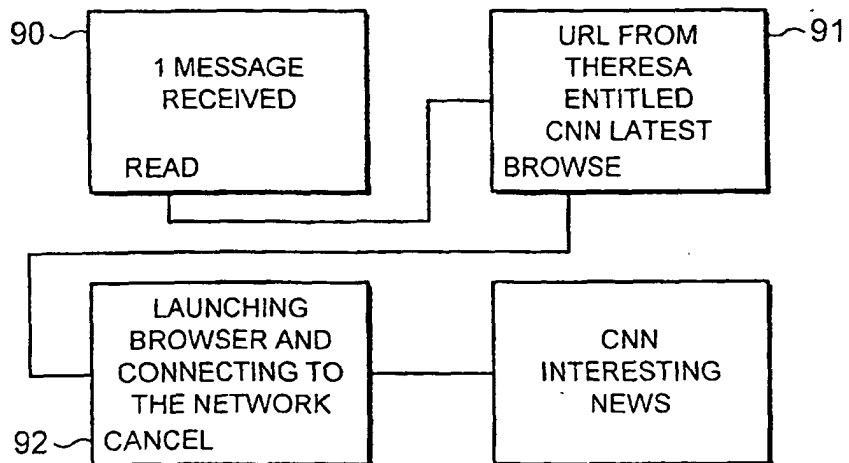 90
1 MESSAGE
RECEIVED
READ
91
URL FROM
THERESA
ENTITLED
CNN LATEST
BROWSE
LAUNCHING
BROWSER AND
CONNECTING TO
THE NETWORK
92
CANCEL
CNN
INTERESTING
NEWS